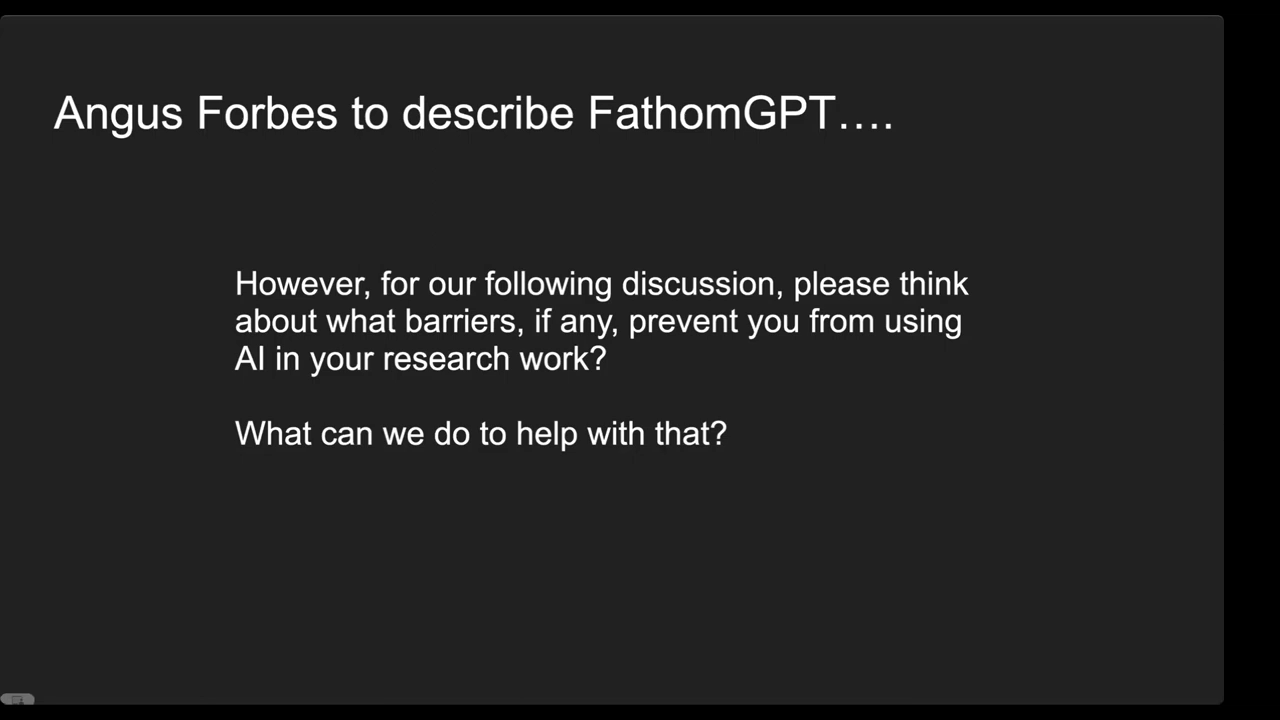 Angus Forbes to describe FathomGPT….
However, for our following discussion, please think
about what barriers, if any, prevent you from using
AI in your research work?
What can we do to help with that?